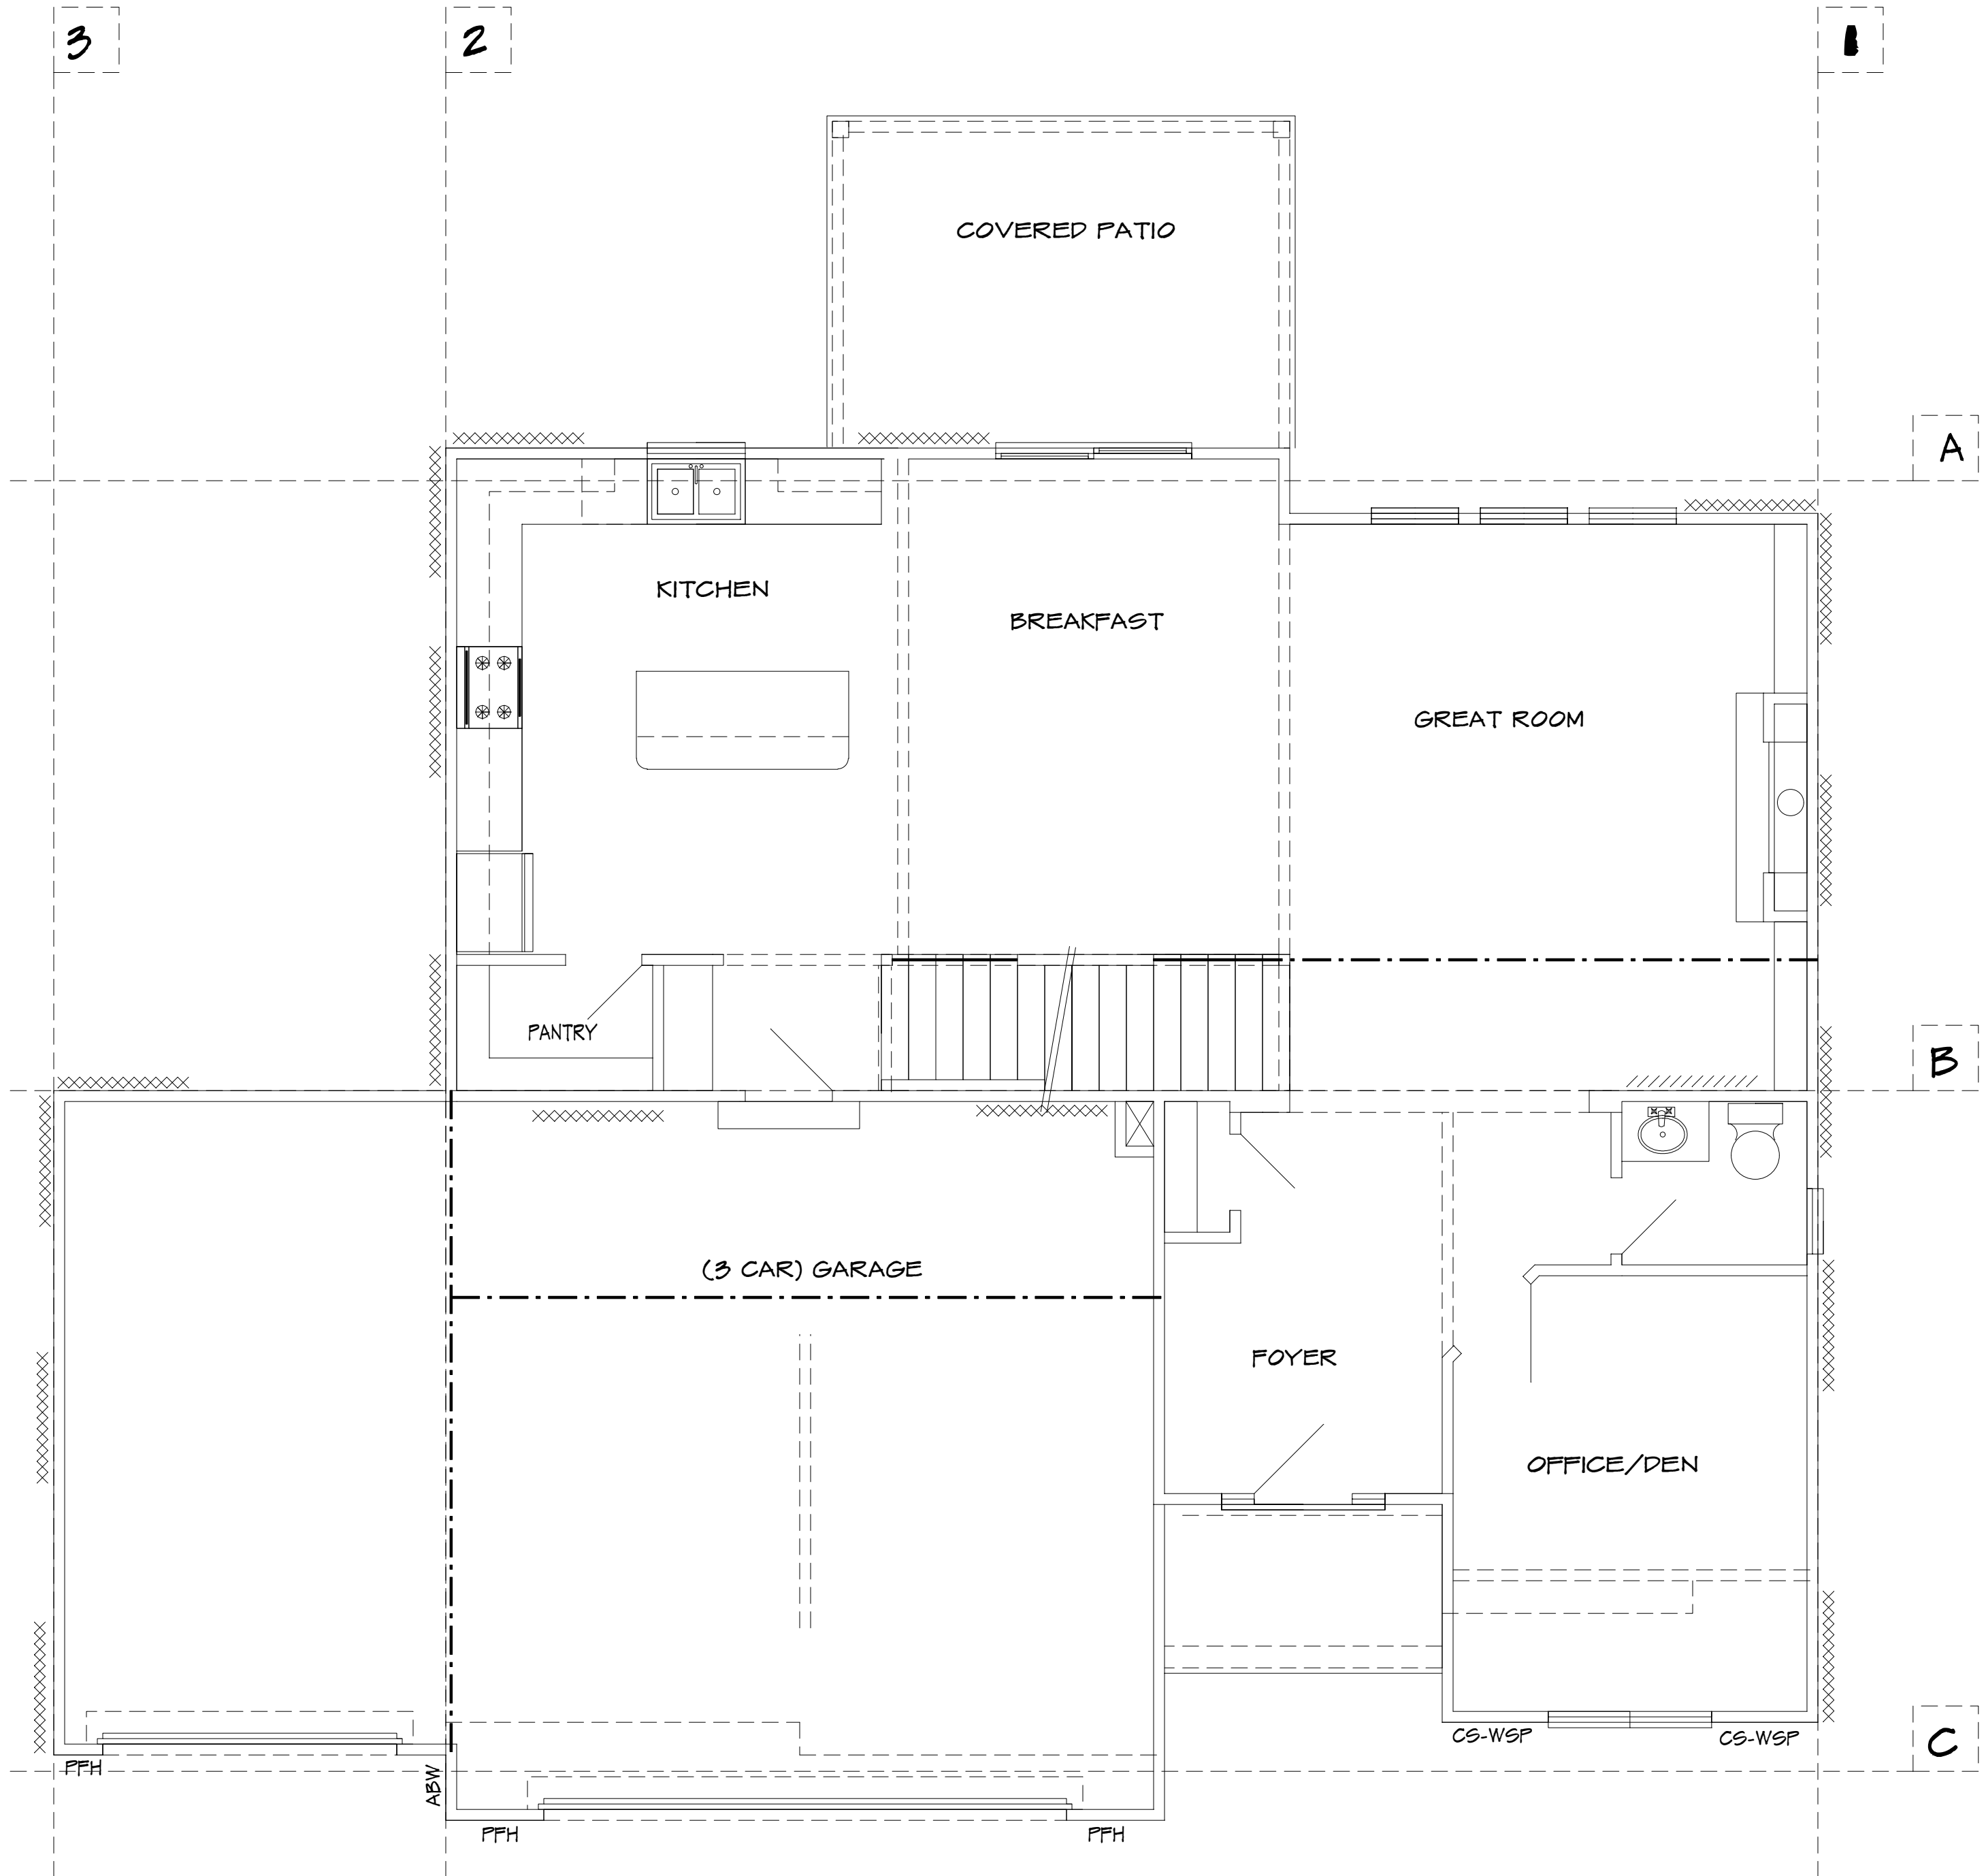 3
2
1
COVERED PATIO
A
KITCHEN
BREAKFAST
GREAT ROOM
PANTRY
B
(3 CAR) GARAGE
FOYER
OFFICE/DEN
CS-WSP
CS-WSP
C
PFH
ABW
PFH
PFH